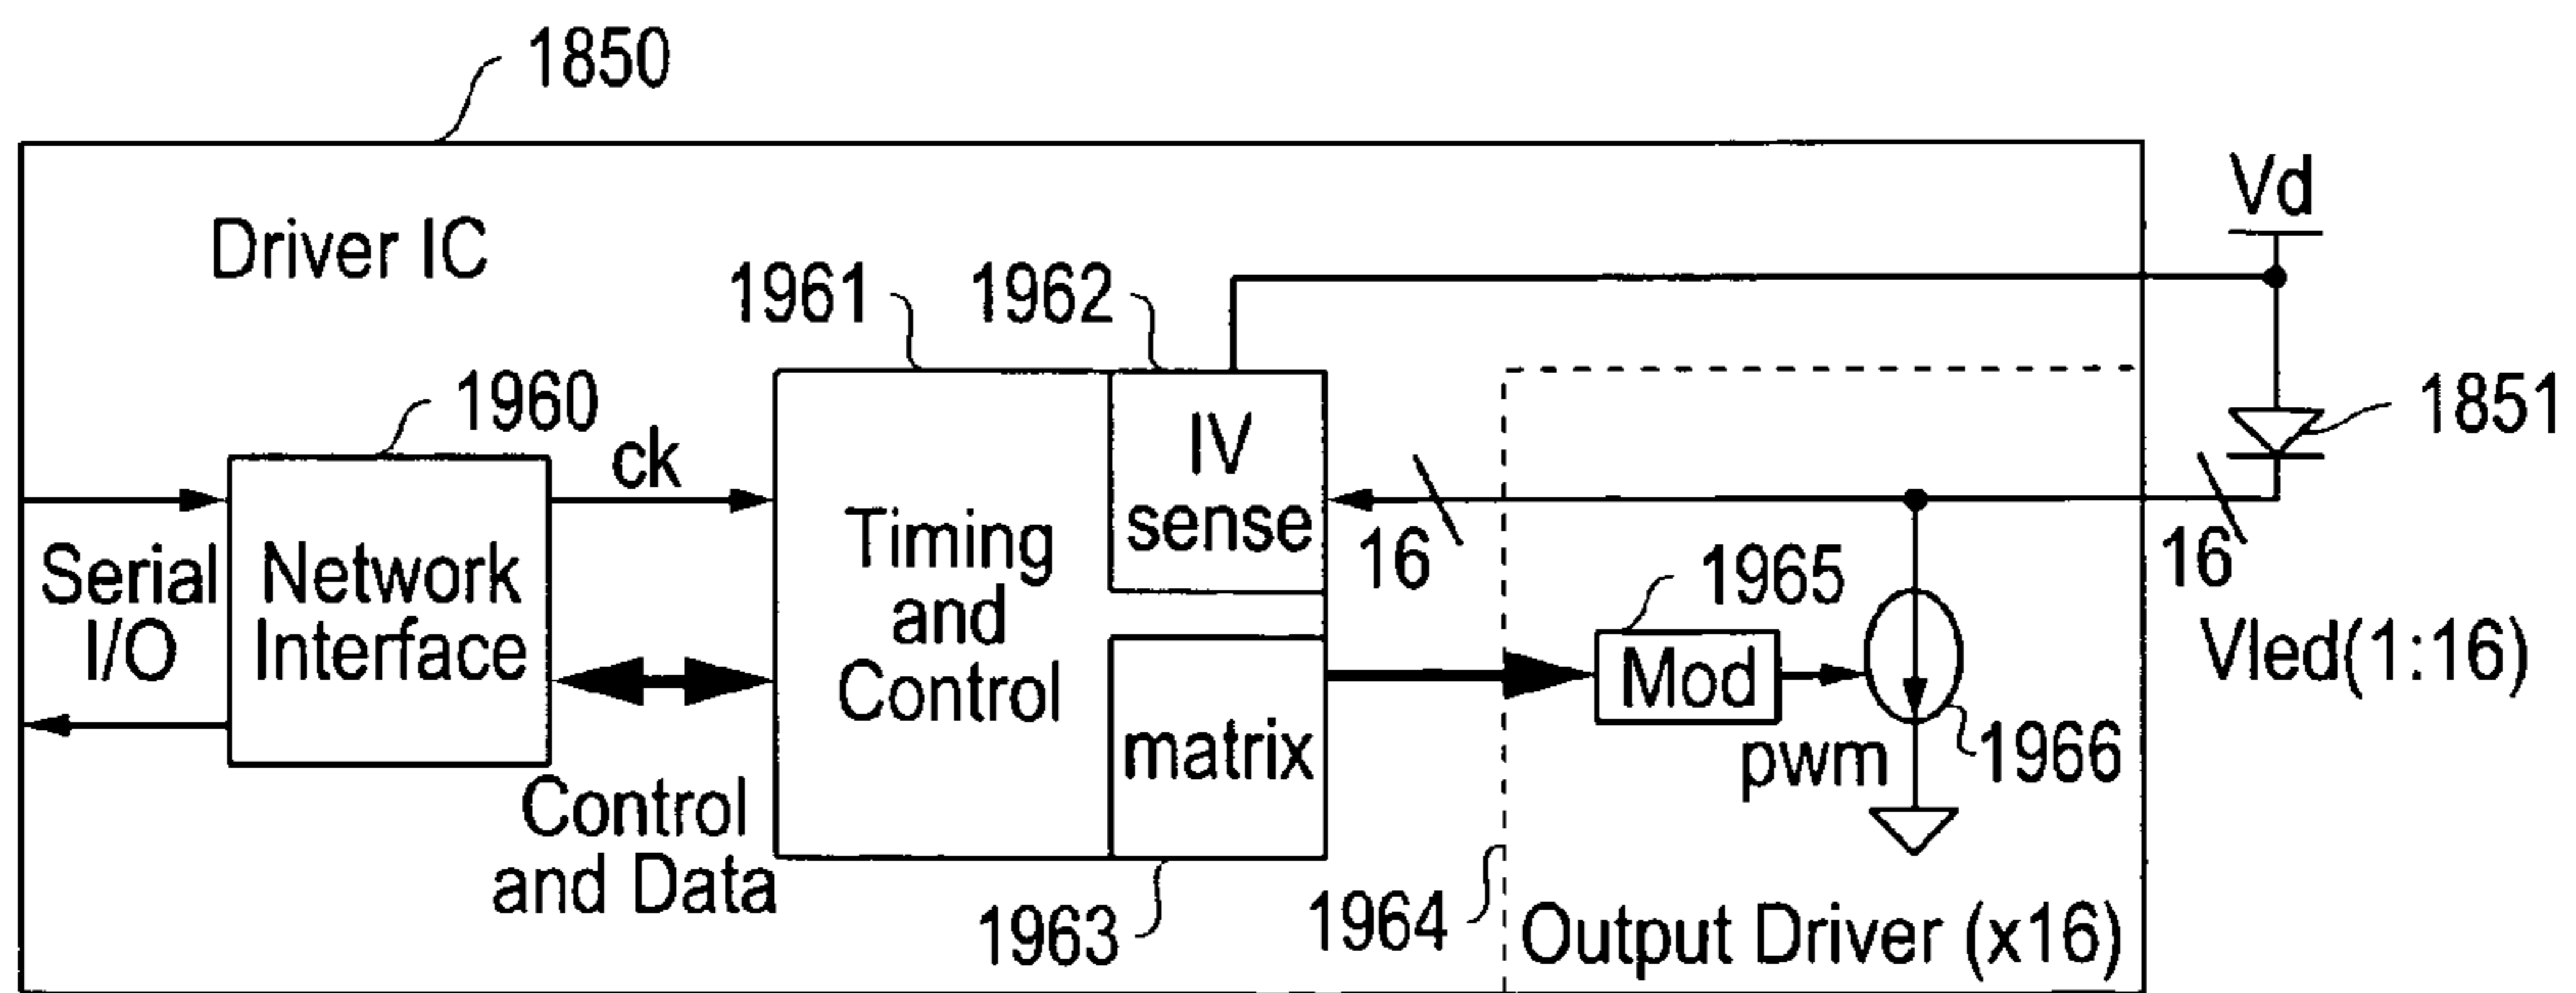 1850
Driver IC
Vd
1961
1962
1960
1851
ck
IV
sense
Timing
and
Control
16
16
Serial
I/O
Network
Interface
1965
Mod
Vled(1:16)
matrix
pwm
1966
Control
and Data
1963
1964
Output Driver (x16)